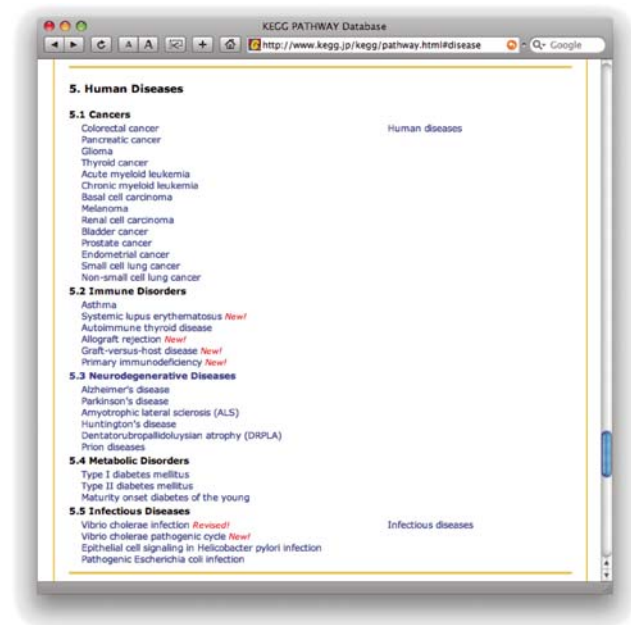 KEGG PATHWAY Database
A A
http://www.kegg.jp/kegg/pathway.html#disease
Google
5. Human Diseases
5.1 Cancers
Colorectal cancer Human diseases
Pancreatic cancer
Glioma
Thyroid cancer
Acute myeloid leukemia
Chronic myeloid leukemia
Basal cell carcinoma
Melanoma
Renal cell carcinoma
Bladder cancer
Prostate cancer
Endometrial cancer
Small cell lung cancer
Non-small cell lung cancer
5.2 Immune Disorders
Asthma
Systemic lupus erythematosus New!
Autoimmune thyroid disease
Allograft rejection New!
Graft-versus-host disease New!
Primary immunodeficiency New!
5.3 Neurodegenerative Diseases
Alzheimer's disease
Parkinson's disease
Amyotrophic lateral sclerosis (ALS)
Huntington's disease
Dentatorubropallidoluysian atrophy (DRPLA)
Prion diseases
5.4 Metabolic Disorders
Type I diabetes mellitus
Type II diabetes mellitus
Maturity onset diabetes of the young
5.5 Infectious Diseases
Vibrio cholerae infection Revised! Infectious diseases
Vibrio cholerae pathogenic cycle New!
Epithelial cell signaling in Helicobacter pylori infection
Pathogenic Escherichia coli infection